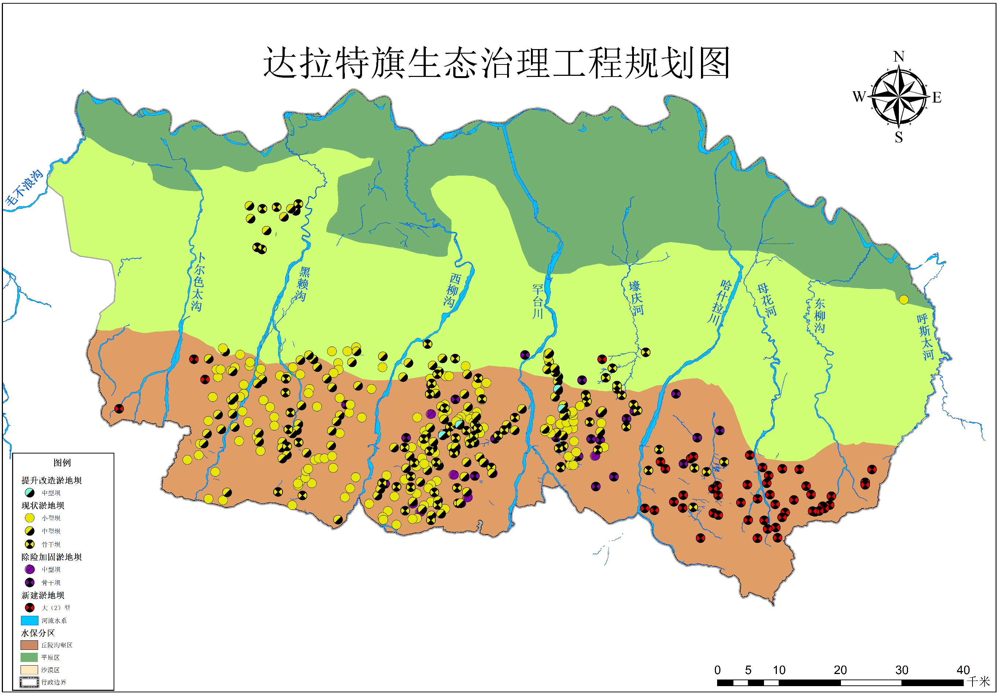 达拉特旗生态治理工程规划图
N
W
E
S
毛不浪沟
卜尔色太沟
黑赖沟
西柳沟
罕台川
壕庆河
哈什拉川
母花河
东柳沟
呼斯太河
图例
提升改造淤地坝
中型坝
现状淤地坝
小型坝
中型坝
骨干坝
除险加固淤地坝
中型坝
骨干坝
新建淤地坝
大（2）型
河流水系
水保分区
丘陵沟壑区
平原区
沙漠区
行政边界
0 5 10 20 30 40
千米